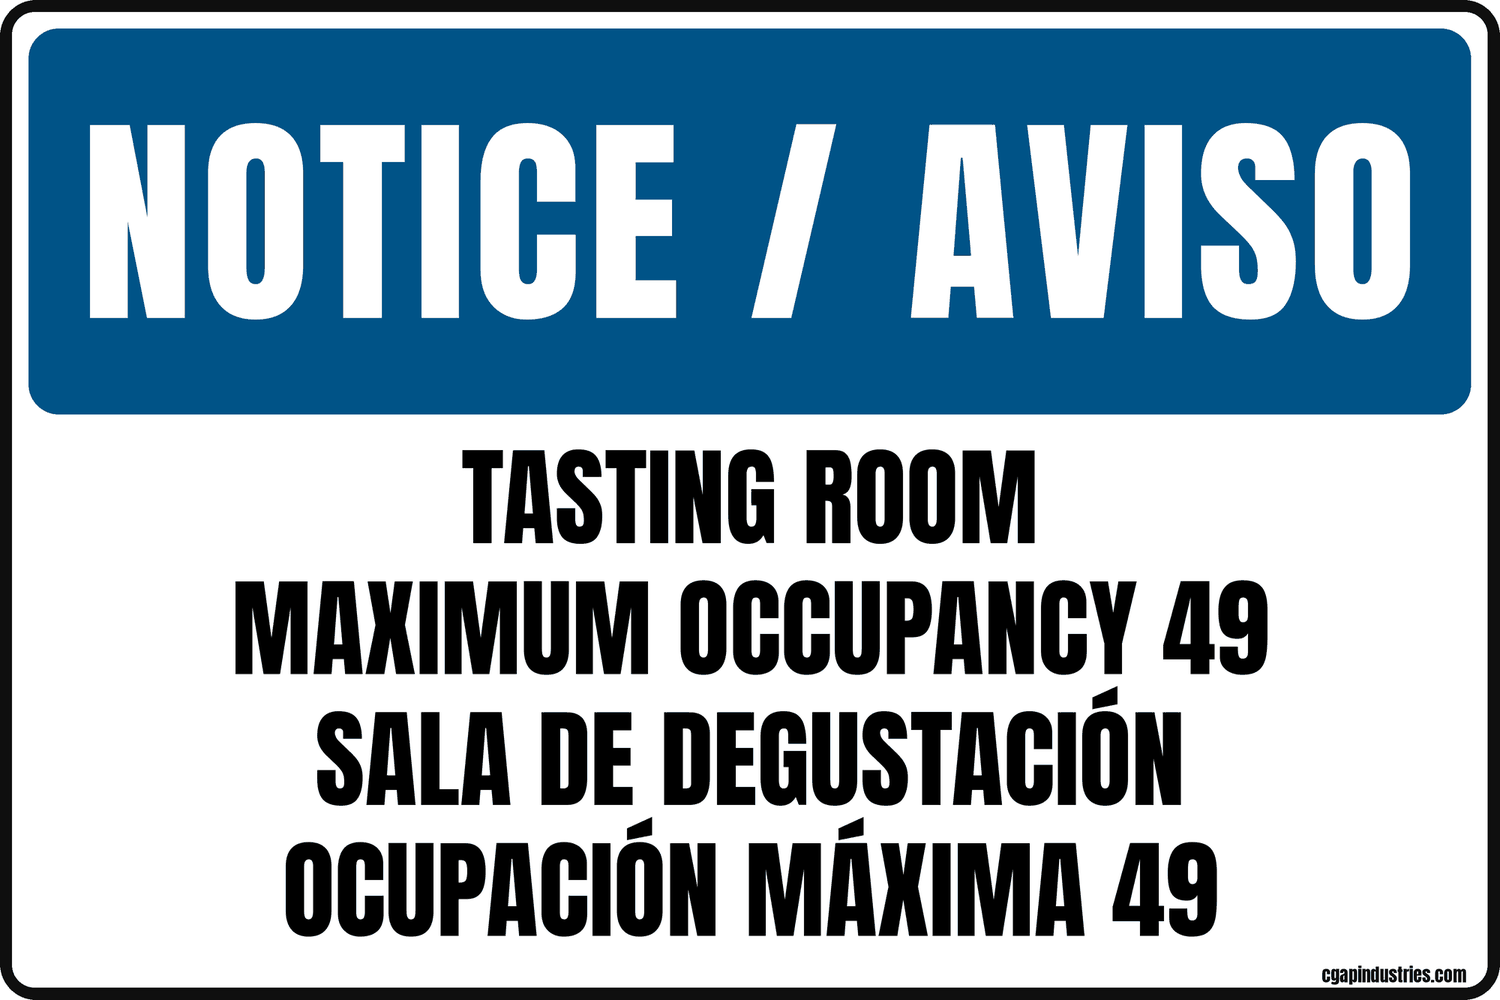 NOTICE / AVISO
TASTING ROOM
MAXIMUM OCCUPANCY 49
SALA DE DEGUSTACIÓN
OCUPACIÓN MÁXIMA 49
cgapindustries.com